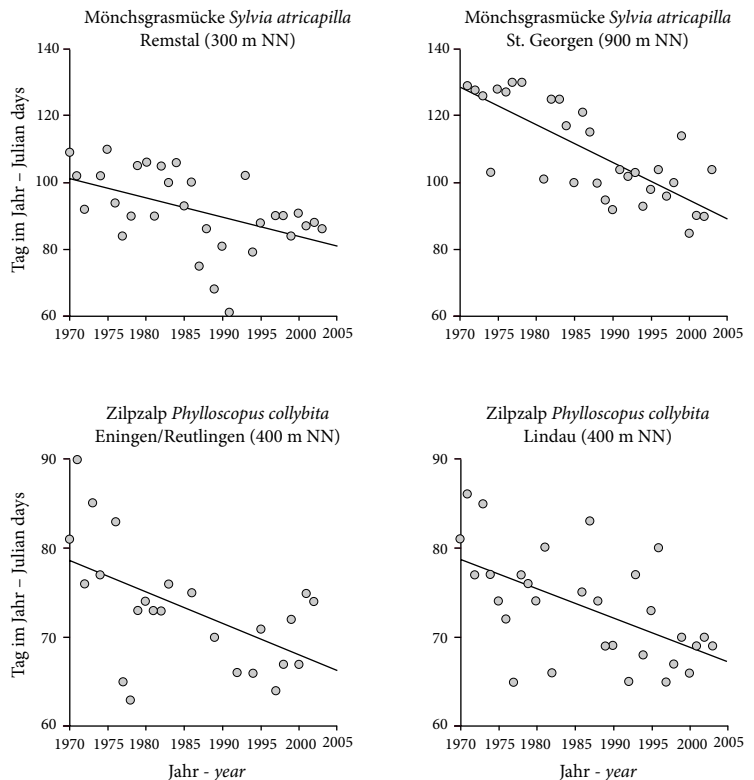 Mönchsgrasmücke Sylvia atricapilla
Remstal (300 m NN)
Tag im Jahr – Julian days
140
120
100
80
60
1970 1975 1980 1985 1990 1995 2000 2005
Mönchsgrasmücke Sylvia atricapilla
St. Georgen (900 m NN)
140
120
100
80
60
1970 1975 1980 1985 1990 1995 2000 2005
Zilpzalp Phylloscopus collybita
Eningen/Reutlingen (400 m NN)
Tag im Jahr – Julian days
90
80
70
60
1970 1975 1980 1985 1990 1995 2000 2005
Jahr - year
Zilpzalp Phylloscopus collybita
Lindau (400 m NN)
90
80
70
60
1970 1975 1980 1985 1990 1995 2000 2005
Jahr - year